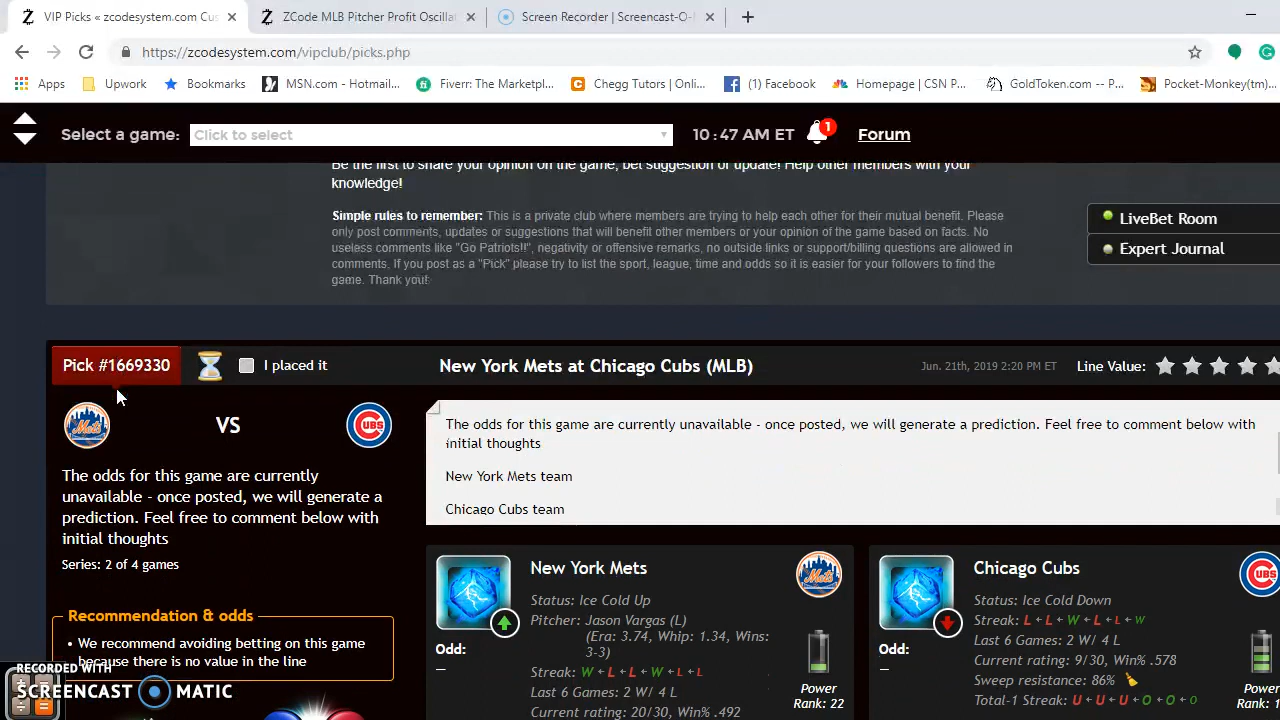 VIP Picks « zcodesystem.com Cus
ZCode MLB Pitcher Profit Oscillat
Screen Recorder | Screencast-O-
https://zcodesystem.com/vipclub/picks.php
Apps
Upwork
Bookmarks
MSN.com - Hotmail...
Fiverr: The Marketpl...
Chegg Tutors | Onli...
(1) Facebook
Homepage | CSN P...
GoldToken.com -- P...
Pocket-Monkey(tm)...
Select a game:
Click to select
10:47 AM ET
1
Forum
Be the first to share your opinion on the game, bet suggestion or update! Help other members with your
knowledge!
Simple rules to remember: This is a private club where members are trying to help each other for their mutual benefit. Please
only post comments, updates or suggestions that will benefit other members or your opinion of the game based on facts. No
useless comments like "Go Patriots!!", negativity or offensive remarks, no outside links or support/billing questions are allowed in
comments. If you post as a "Pick" please try to list the sport, league, time and odds so it is easier for your followers to find the
game. Thank you!
LiveBet Room
Expert Journal
Pick #1669330
I placed it
New York Mets at Chicago Cubs (MLB)
Jun. 21th, 2019 2:20 PM ET
Line Value:
Mets
VS
CUBS
The odds for this game are currently
unavailable - once posted, we will generate a
prediction. Feel free to comment below with
initial thoughts
Series: 2 of 4 games
Recommendation & odds
• We recommend avoiding betting on this game
because there is no value in the line
The odds for this game are currently unavailable - once posted, we will generate a prediction. Feel free to comment below with
initial thoughts
New York Mets team
Chicago Cubs team
New York Mets
Status: Ice Cold Up
Pitcher: Jason Vargas (L)
(Era: 3.74, Whip: 1.34, Wins:
3-3)
Odd:
—
Streak: W - L - L - W - L - L
Last 6 Games: 2 W/ 4 L
Current rating: 20/30, Win% .492
Power
Rank: 22
Mets
Chicago Cubs
Status: Ice Cold Down
Streak: L - L - W - L - L - W
Last 6 Games: 2 W/ 4 L
Current rating: 9/30, Win% .578
Sweep resistance: 86%
Total-1 Streak: U - U - U - O - O - O
Odd:
—
Power
Rank: 1
CUBS
RECORDED WITH
SCREENCAST MATIC